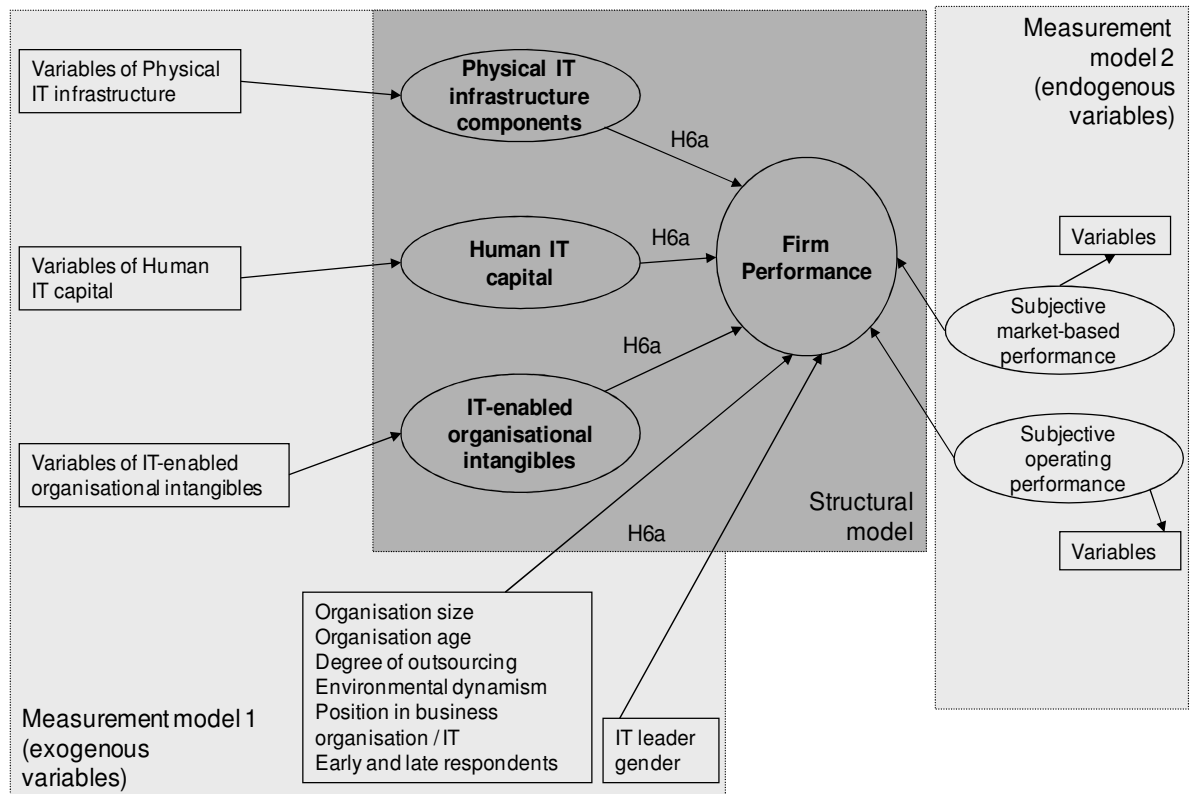 Variables of Physical
IT infrastructure
Physical IT
infrastructure
components
H6a
Measurement
model 2
(endogenous
variables)
Variables of Human
IT capital
Human IT
capital
H6a
Firm
Performance
Variables
Subjective
market-based
performance
H6a
Variables of IT-enabled
organisational intangibles
IT-enabled
organisational
intangibles
Subjective
operating
performance
Variables
Structural
model
H6a
Organisation size
Organisation age
Degree of outsourcing
Environmental dynamism
Position in business
organisation / IT
Early and late respondents
IT leader
gender
Measurement model 1
(exogenous
variables)